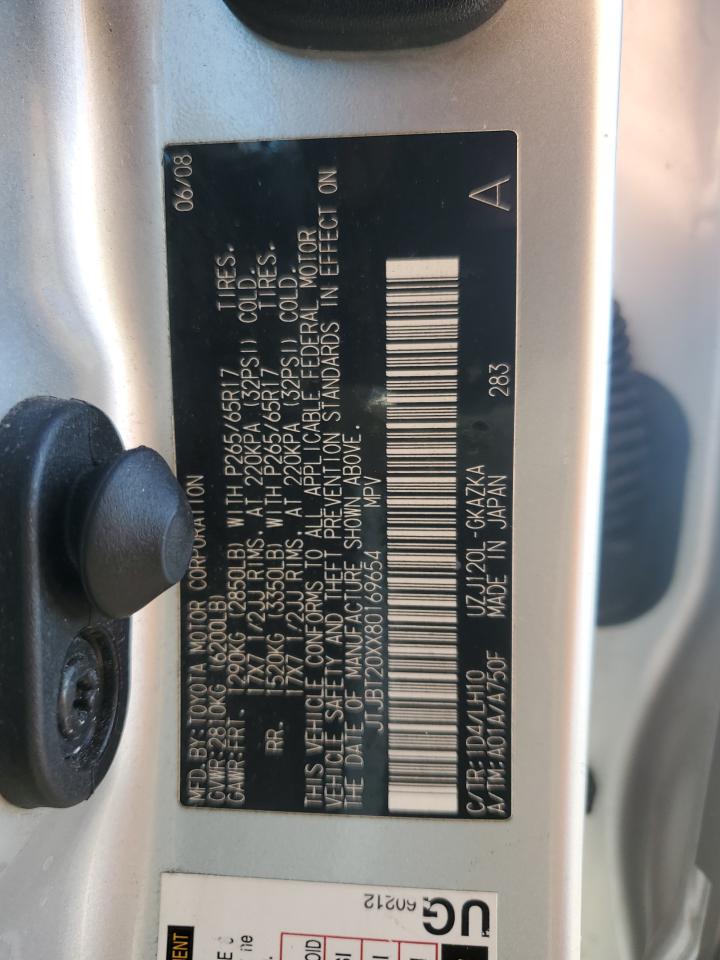 MFD. BY: TOYOTA MOTOR CORPORATION 06/08
GVWR: 2810KG (6200LB)
GAWR: FRT. 1290KG (2850LB) WITH P265/65R17 TIRES.
17X7 1/2JJ RIMS. AT 220KPA (32PSI) COLD.
RR. 1520KG (3350LB) WITH P265/65R17 TIRES.
17X7 1/2JJ RIMS. AT 220KPA (32PSI) COLD.
THIS VEHICLE CONFORMS TO ALL APPLICABLE FEDERAL MOTOR
VEHICLE SAFETY AND THEFT PREVENTION STANDARDS IN EFFECT ON
THE DATE OF MANUFACTURE SHOWN ABOVE.
JTJBT20XX80169654 MPV
C/TR: 1D4/LH10 UZJ120L-GKAZKA 283
A/TM: A01A/A750F MADE IN JAPAN A
60212
UG